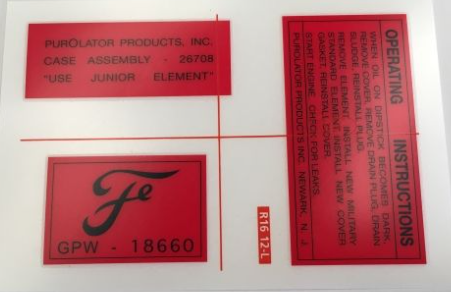 PUROLATOR PRODUCTS, INC.
CASE ASSEMBLY - 26708
"USE JUNIOR ELEMENT"
Fe
GPW - 18660
R16 12-L
OPERATING INSTRUCTIONS
WHEN OIL ON DIPSTICK BECOMES DARK,
REMOVE COVER, REMOVE DRAIN PLUG, DRAIN
SLUDGE, REINSTALL PLUG.
REMOVE ELEMENT, INSTALL NEW MILITARY
STANDARD ELEMENT, INSTALL NEW COVER
GASKET, REINSTALL COVER.
START ENGINE, CHECK FOR LEAKS.
PUROLATOR PRODUCTS INC. NEWARK, N. J.